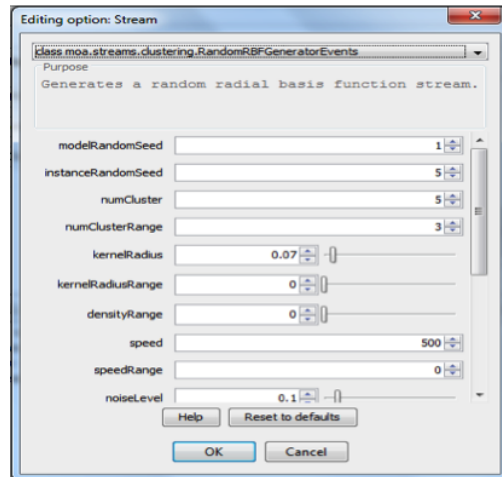 Editing option: Stream
class moa.streams.clustering.RandomRBFGeneratorEvents
Purpose
Generates a random radial basis function stream.
modelRandomSeed 1
instanceRandomSeed 5
numCluster 5
numClusterRange 3
kernelRadius 0.07
kernelRadiusRange 0
densityRange 0
speed 500
speedRange 0
noiseLevel 0.1
Help Reset to defaults
OK Cancel